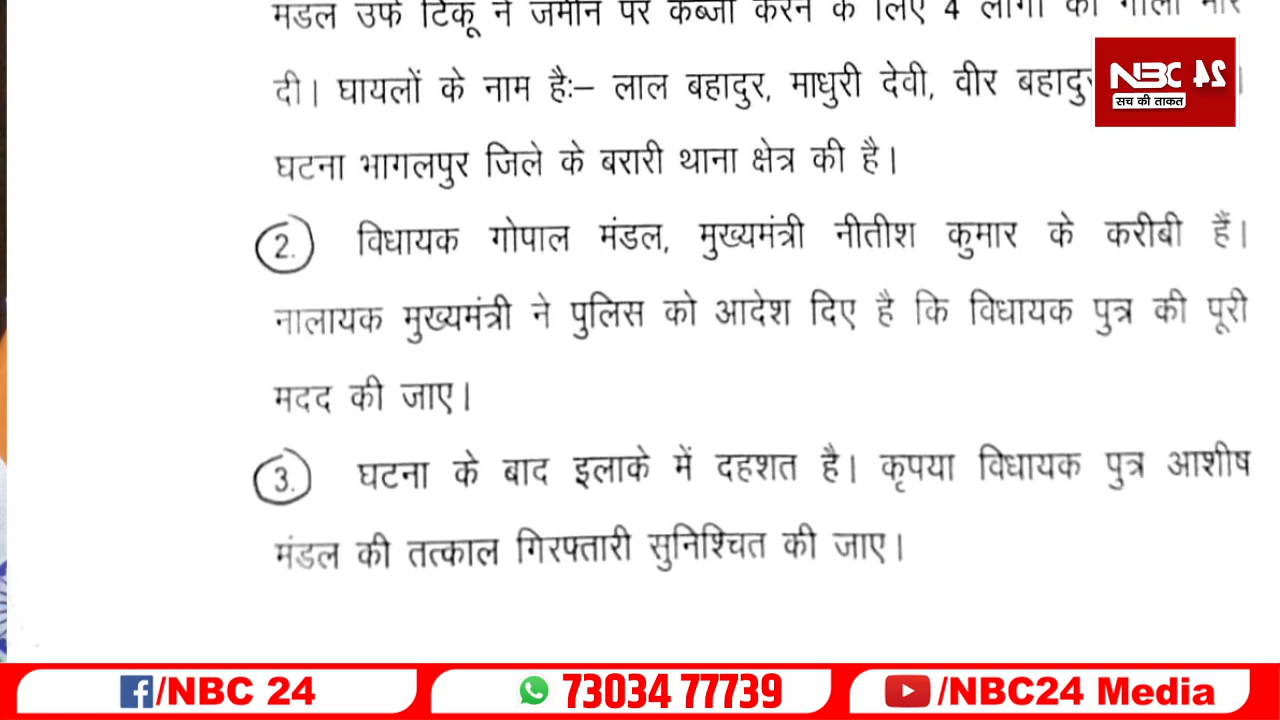 मंडल उर्फ टिंकू ने जमीन पर कब्जा करने के लिए 4 लोगों को गोली मार
दी। घायलों के नाम हैः– लाल बहादुर, माधुरी देवी, वीर बहादुर
NBC 24
सच की ताकत
घटना भागलपुर जिले के बरारी थाना क्षेत्र की है।
2. विधायक गोपाल मंडल, मुख्यमंत्री नीतीश कुमार के करीबी हैं।
नालायक मुख्यमंत्री ने पुलिस को आदेश दिए है कि विधायक पुत्र की पूरी
मदद की जाए।
3. घटना के बाद इलाके में दहशत है। कृपया विधायक पुत्र आशीष
मंडल की तत्काल गिरफ्तारी सुनिश्चित की जाए।
/NBC 24
73034 77739
/NBC24 Media